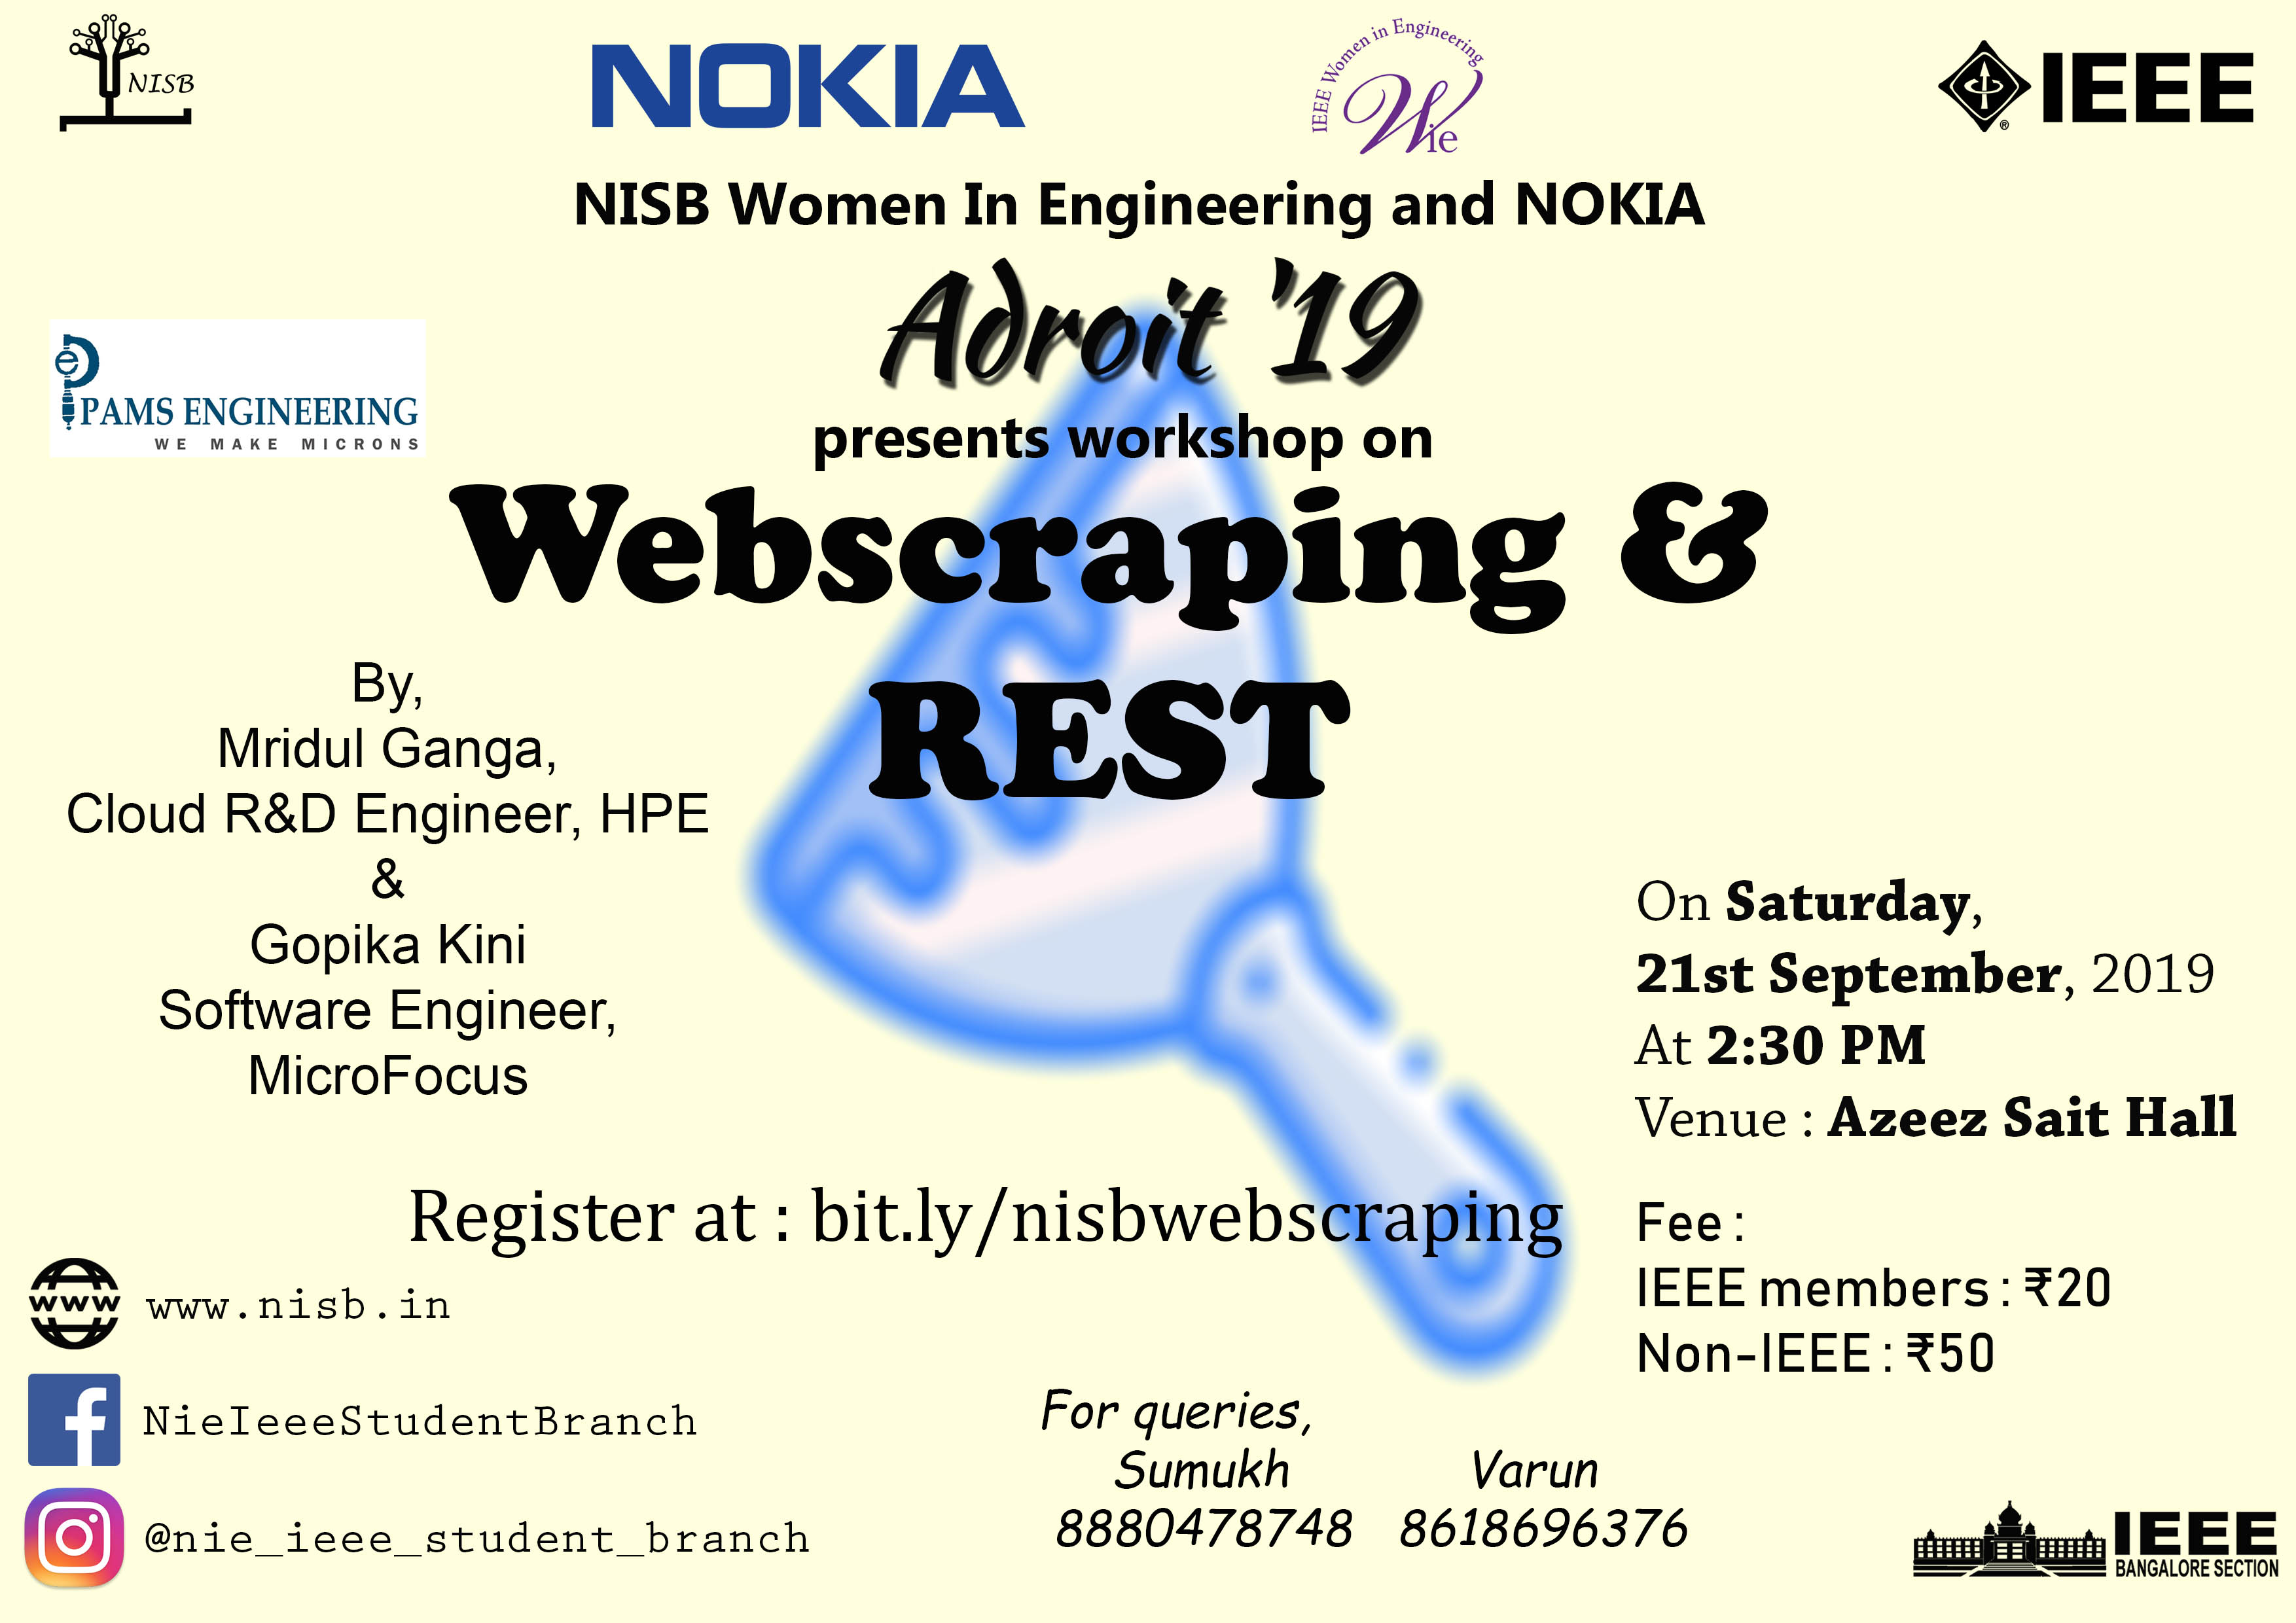 NISB
NOKIA
IEEE Women in Engineering
Wie
IEEE
NISB Women In Engineering and NOKIA
Adroit '19
PAMS ENGINEERING
WE MAKE MICRONS
presents workshop on
Webscraping &
REST
By,
Mridul Ganga,
Cloud R&D Engineer, HPE
&
Gopika Kini
Software Engineer,
MicroFocus
On Saturday,
21st September, 2019
At 2:30 PM
Venue : Azeez Sait Hall
Register at : bit.ly/nisbwebscraping
Fee :
IEEE members : ₹20
Non-IEEE : ₹50
www
www.nisb.in
NieIeeeStudentBranch
@nie_ieee_student_branch
For queries,
Sumukh Varun
8880478748 8618696376
IEEE
BANGALORE SECTION